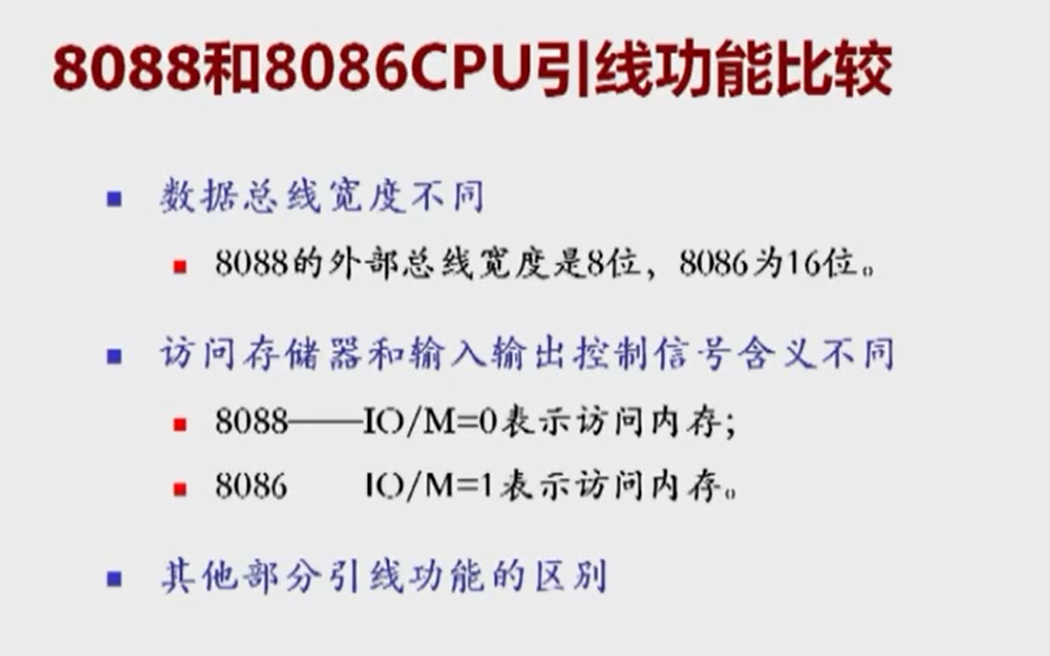 8088和8086CPU引线功能比较
数据总线宽度不同
8088的外部总线宽度是8位，8086为16位。
访问存储器和输入输出控制信号含义不同
8088——IO/M=0表示访问内存；
8086 IO/M=1表示访问内存。
其他部分引线功能的区别